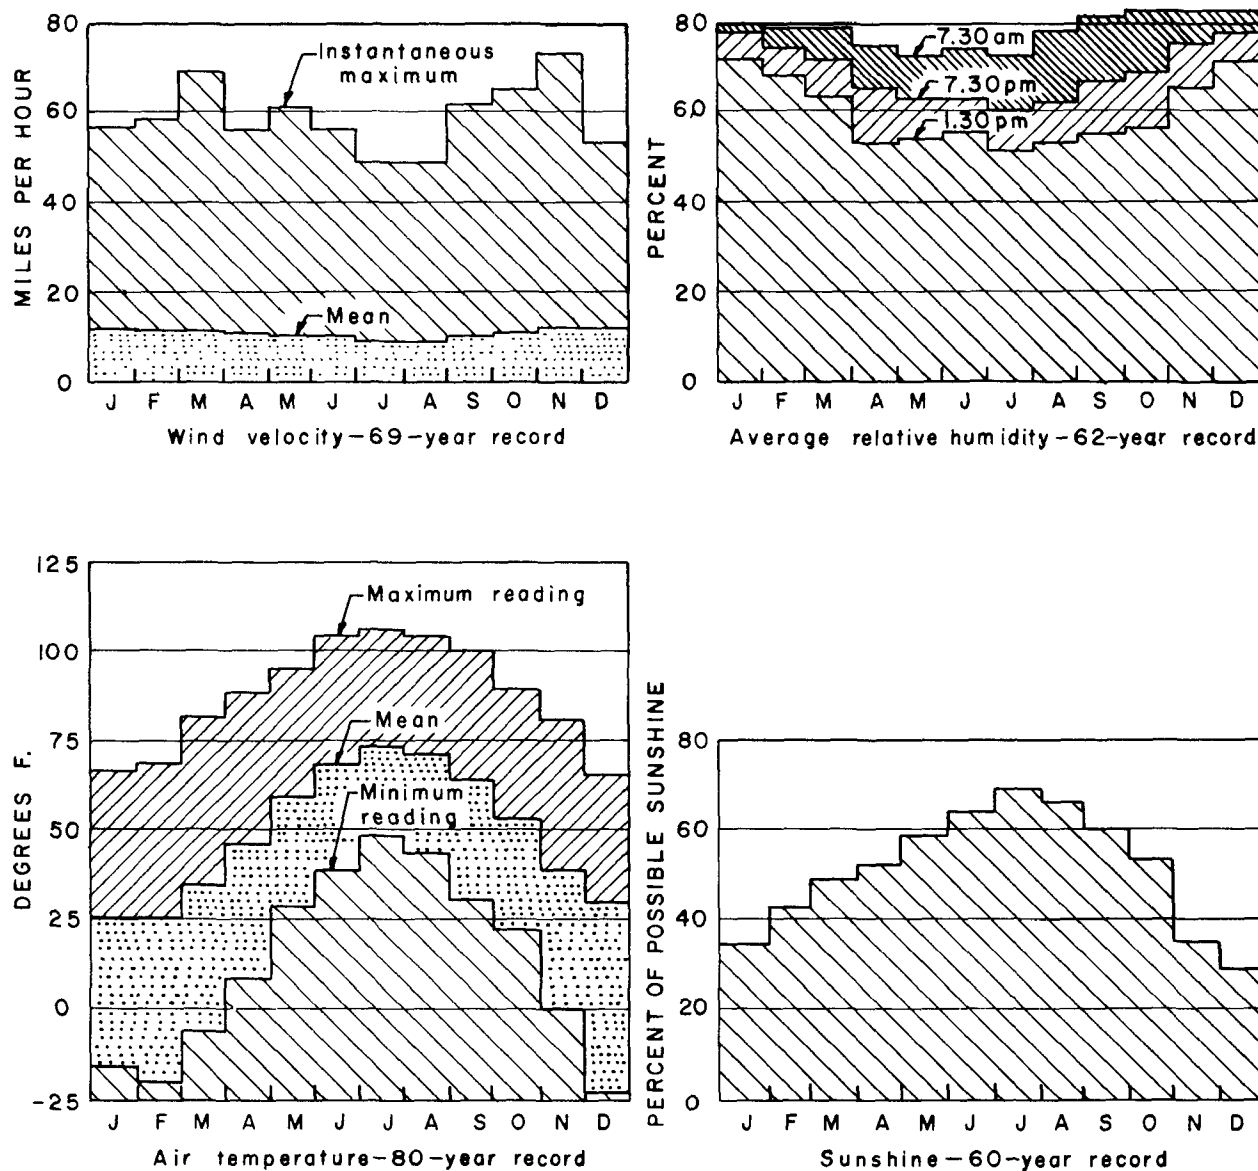 MILES PER HOUR
80
60
40
20
0
Instantaneous
maximum
Mean
J F M A M J J A S O N D
Wind velocity—69—year record
PERCENT
80
60
40
20
0
7.30 am
7.30 pm
1.30 pm
J F M A M J J A S O N D
Average relative humidity—62—year record
DEGREES F.
125
100
75
50
25
0
-25
Maximum reading
Mean
Minimum
reading
J F M A M J J A S O N D
Air temperature—80—year record
PERCENT OF POSSIBLE SUNSHINE
80
60
40
20
0
J F M A M J J A S O N D
Sunshine—60—year record